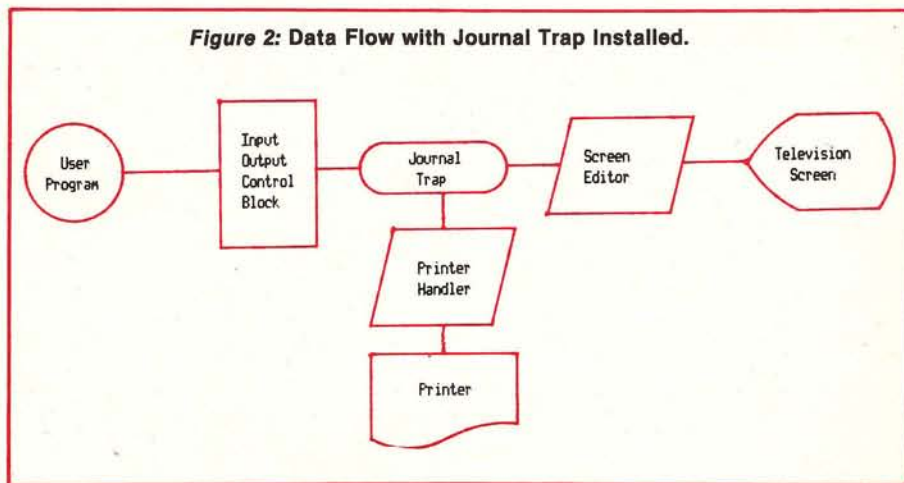 Figure 2: Data Flow with Journal Trap Installed.
User
Program
Input
Output
Control
Block
Journal
Trap
Screen
Editor
Television
Screen
Printer
Handler
Printer